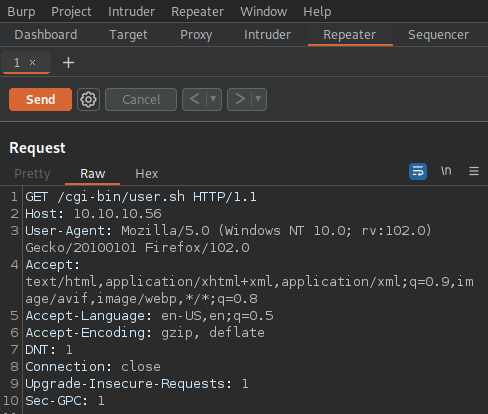 Burp Project Intruder Repeater Window Help
Dashboard Target Proxy Intruder Repeater Sequencer
1 × +
Send Cancel < > 
Request
Pretty Raw Hex \n
1 GET /cgi-bin/user.sh HTTP/1.1
2 Host: 10.10.10.56
3 User-Agent: Mozilla/5.0 (Windows NT 10.0; rv:102.0)
Gecko/20100101 Firefox/102.0
4 Accept:
text/html,application/xhtml+xml,application/xml;q=0.9,im
age/avif,image/webp,*/*;q=0.8
5 Accept-Language: en-US,en;q=0.5
6 Accept-Encoding: gzip, deflate
7 DNT: 1
8 Connection: close
9 Upgrade-Insecure-Requests: 1
10 Sec-GPC: 1